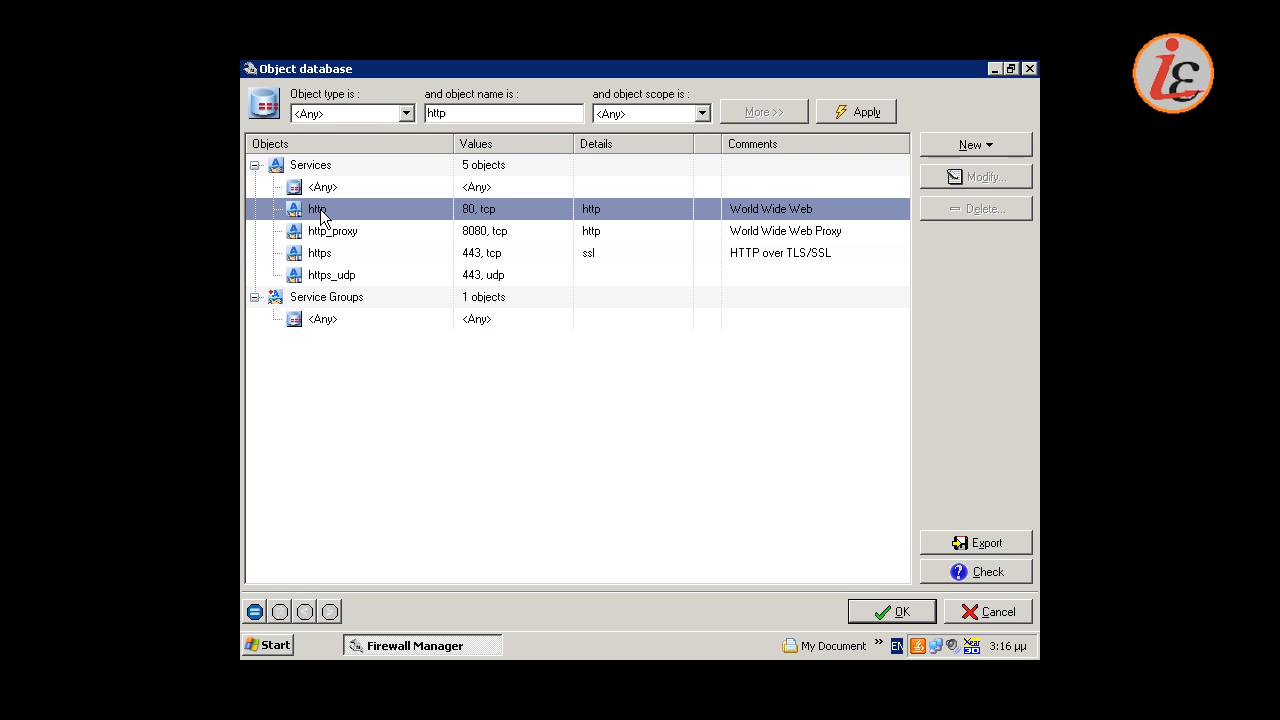 Object database
Object type is : and object name is : and object scope is :
<Any> http <Any> More >> Apply
Objects Values Details Comments New
Services 5 objects
Modify...
<Any> <Any>
http 80, tcp http World Wide Web Delete...
http_proxy 8080, tcp http World Wide Web Proxy
https 443, tcp ssl HTTP over TLS/SSL
https_udp 443, udp
Service Groups 1 objects
<Any> <Any>
Export
Check
OK Cancel
Start Firewall Manager My Document » EN 3:16 μμ